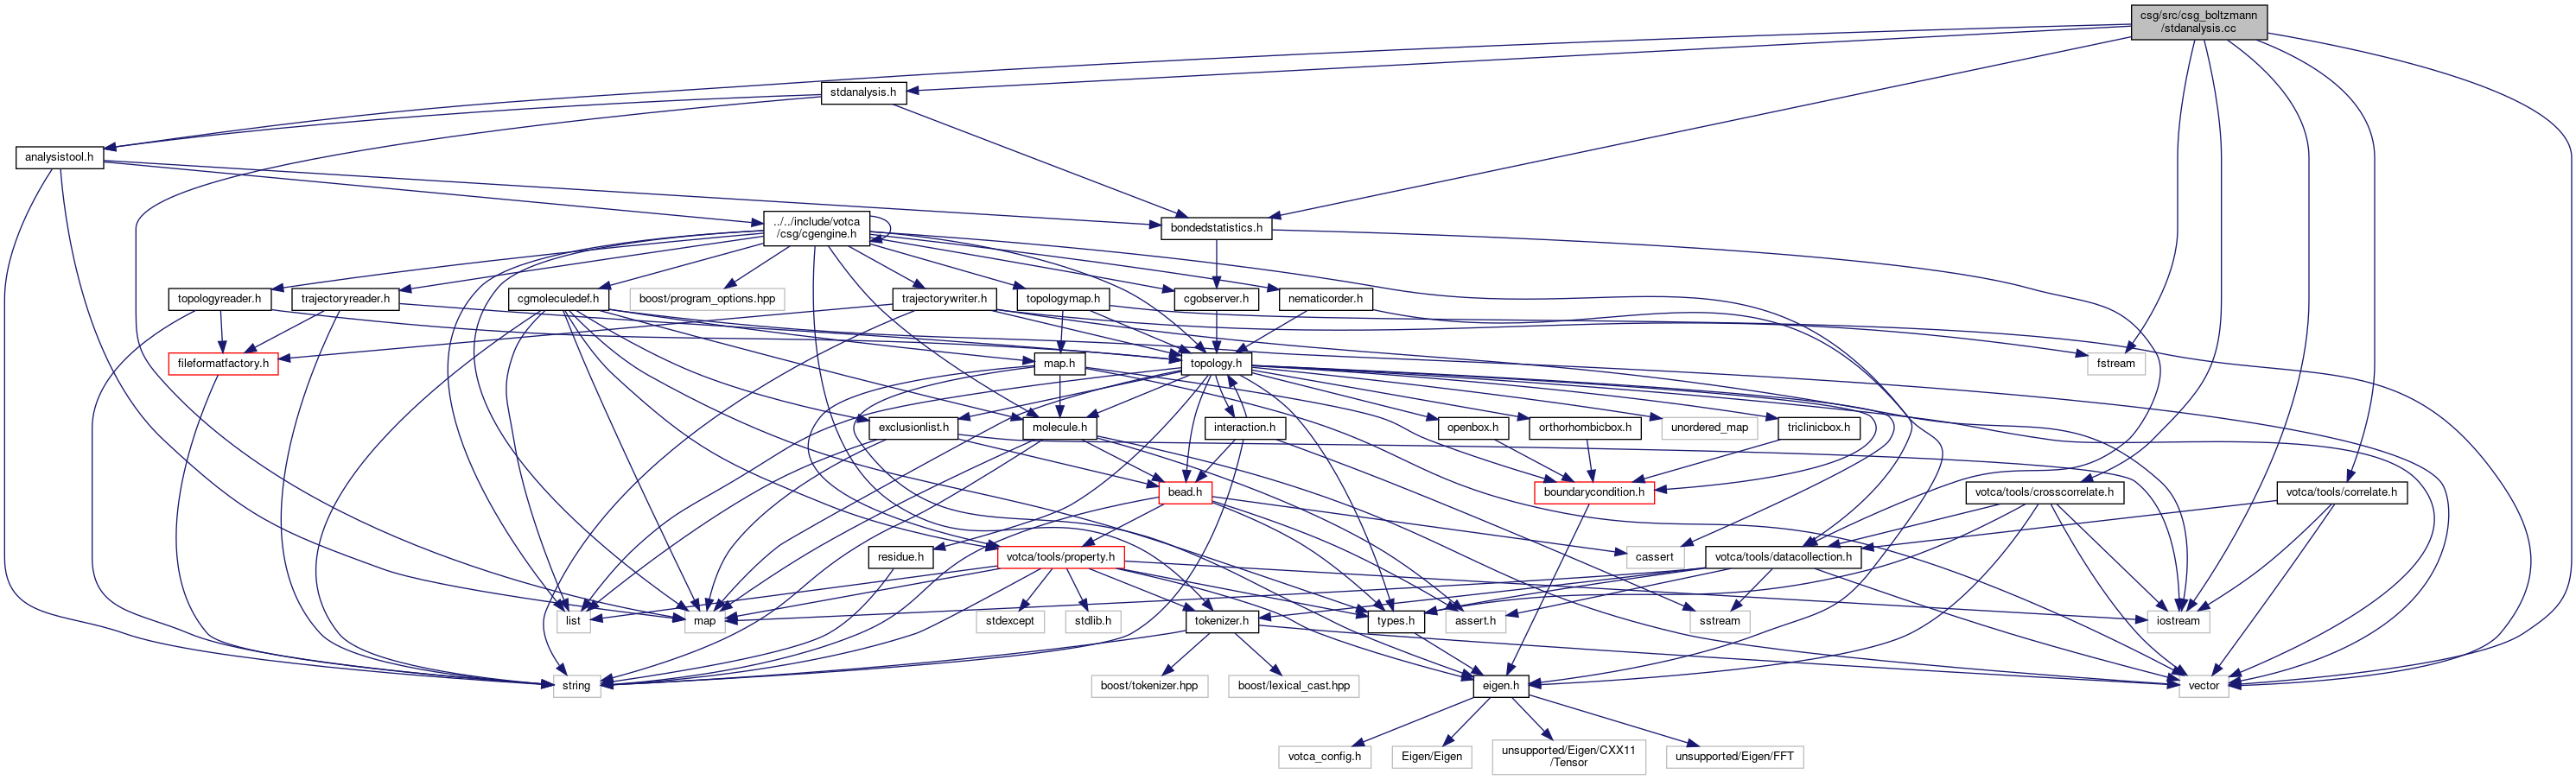 csg/src/csg_boltzmann
/stdanalysis.cc
stdanalysis.h
analysistool.h
../../include/votca
/csg/cgengine.h
bondedstatistics.h
topologyreader.h
trajectoryreader.h
cgmoleculedef.h
boost/program_options.hpp
trajectorywriter.h
topologymap.h
cgobserver.h
nematicorder.h
fileformatfactory.h
map.h
topology.h
fstream
exclusionlist.h
molecule.h
interaction.h
openbox.h
orthorhombicbox.h
unordered_map
triclinicbox.h
bead.h
boundarycondition.h
votca/tools/crosscorrelate.h
votca/tools/correlate.h
residue.h
votca/tools/property.h
cassert
votca/tools/datacollection.h
list
map
stdexcept
stdlib.h
tokenizer.h
types.h
assert.h
sstream
iostream
string
boost/tokenizer.hpp
boost/lexical_cast.hpp
eigen.h
vector
votca_config.h
Eigen/Eigen
unsupported/Eigen/CXX11
/Tensor
unsupported/Eigen/FFT